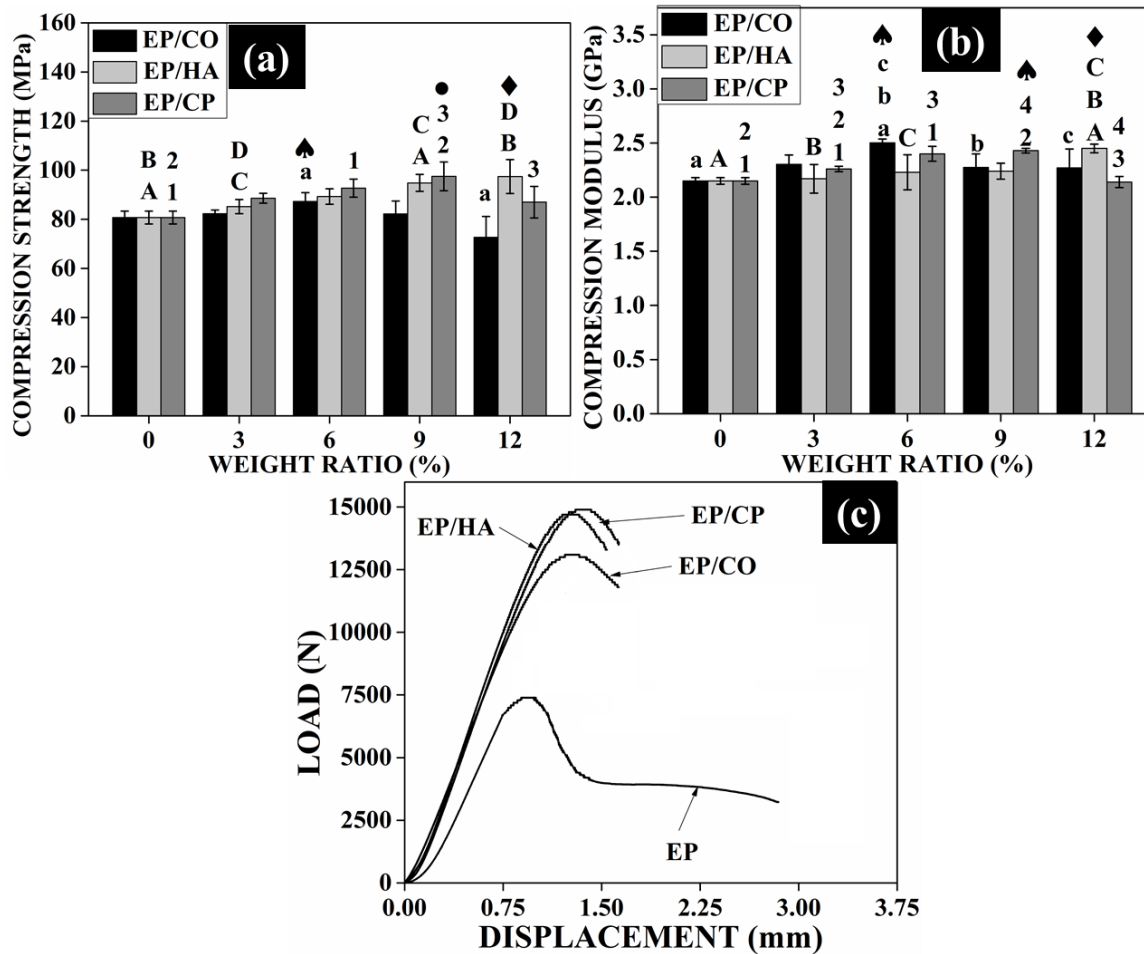 COMPRESSION STRENGTH (MPa)
160
140
120
100
80
60
40
20
0
EP/CO
EP/HA
EP/CP
(a)
B 2
A 1
D
C
♠
a
1
●
C 3
A 2
♦
D
B
a
3
0 3 6 9 12
WEIGHT RATIO (%)
COMPRESSION MODULUS (GPa)
3.5
3.0
2.5
2.0
1.5
1.0
0.5
0.0
EP/CO
EP/HA
EP/CP
(b)
2
a A 1
3
B 2
1
♠
c
b
a
C
3
1
♠
4
b 2
♦
C
B
c A
4
3
0 3 6 9 12
WEIGHT RATIO (%)
(c)
LOAD (N)
15000
12500
10000
7500
5000
2500
0
EP/HA
EP/CP
EP/CO
EP
0.00 0.75 1.50 2.25 3.00 3.75
DISPLACEMENT (mm)